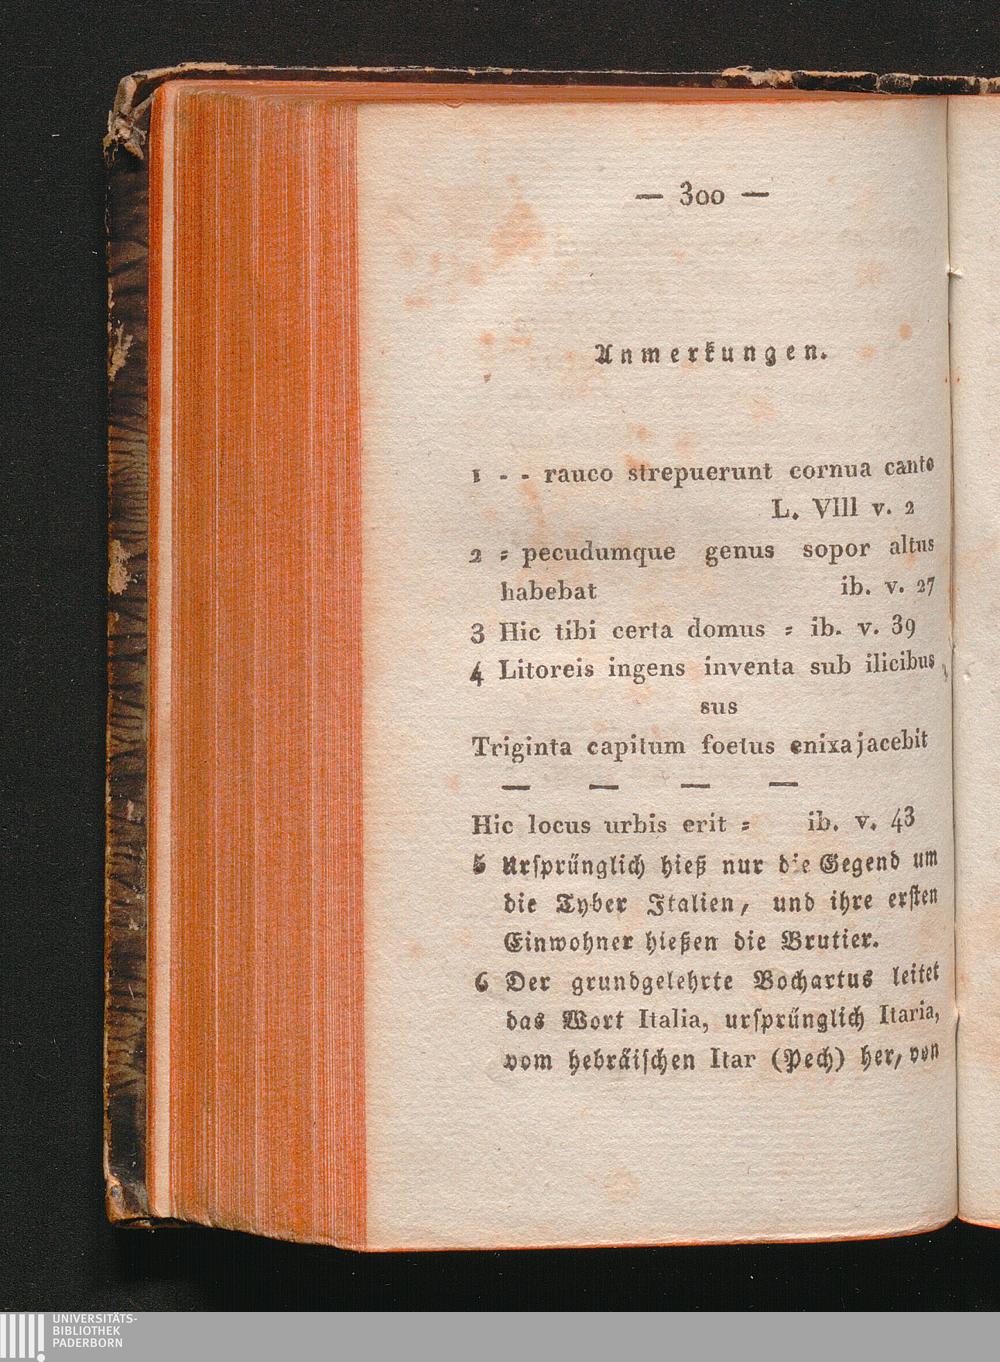 — 300 —
Anmerkungen.
1 - - rauco strepuerunt cornua canto
L. VIII v. 2
2 = pecudumque genus sopor altus
habebat ib. v. 27
3 Hic tibi certa domus = ib. v. 39
4 Litoreis ingens inventa sub ilicibus
sus
Triginta capitum foetus enixa jacebit
— — — —
Hic locus urbis erit = ib. v. 43
5 Ursprünglich hieß nur die Gegend um
die Tyber Italien, und ihre ersten
Einwohner hießen die Brutier.
6 Der grundgelehrte Bochartus leitet
das Wort Italia, ursprünglich Itaria,
vom hebräischen Itar (Pech) her, von
UNIVERSITÄTS-
BIBLIOTHEK
PADERBORN